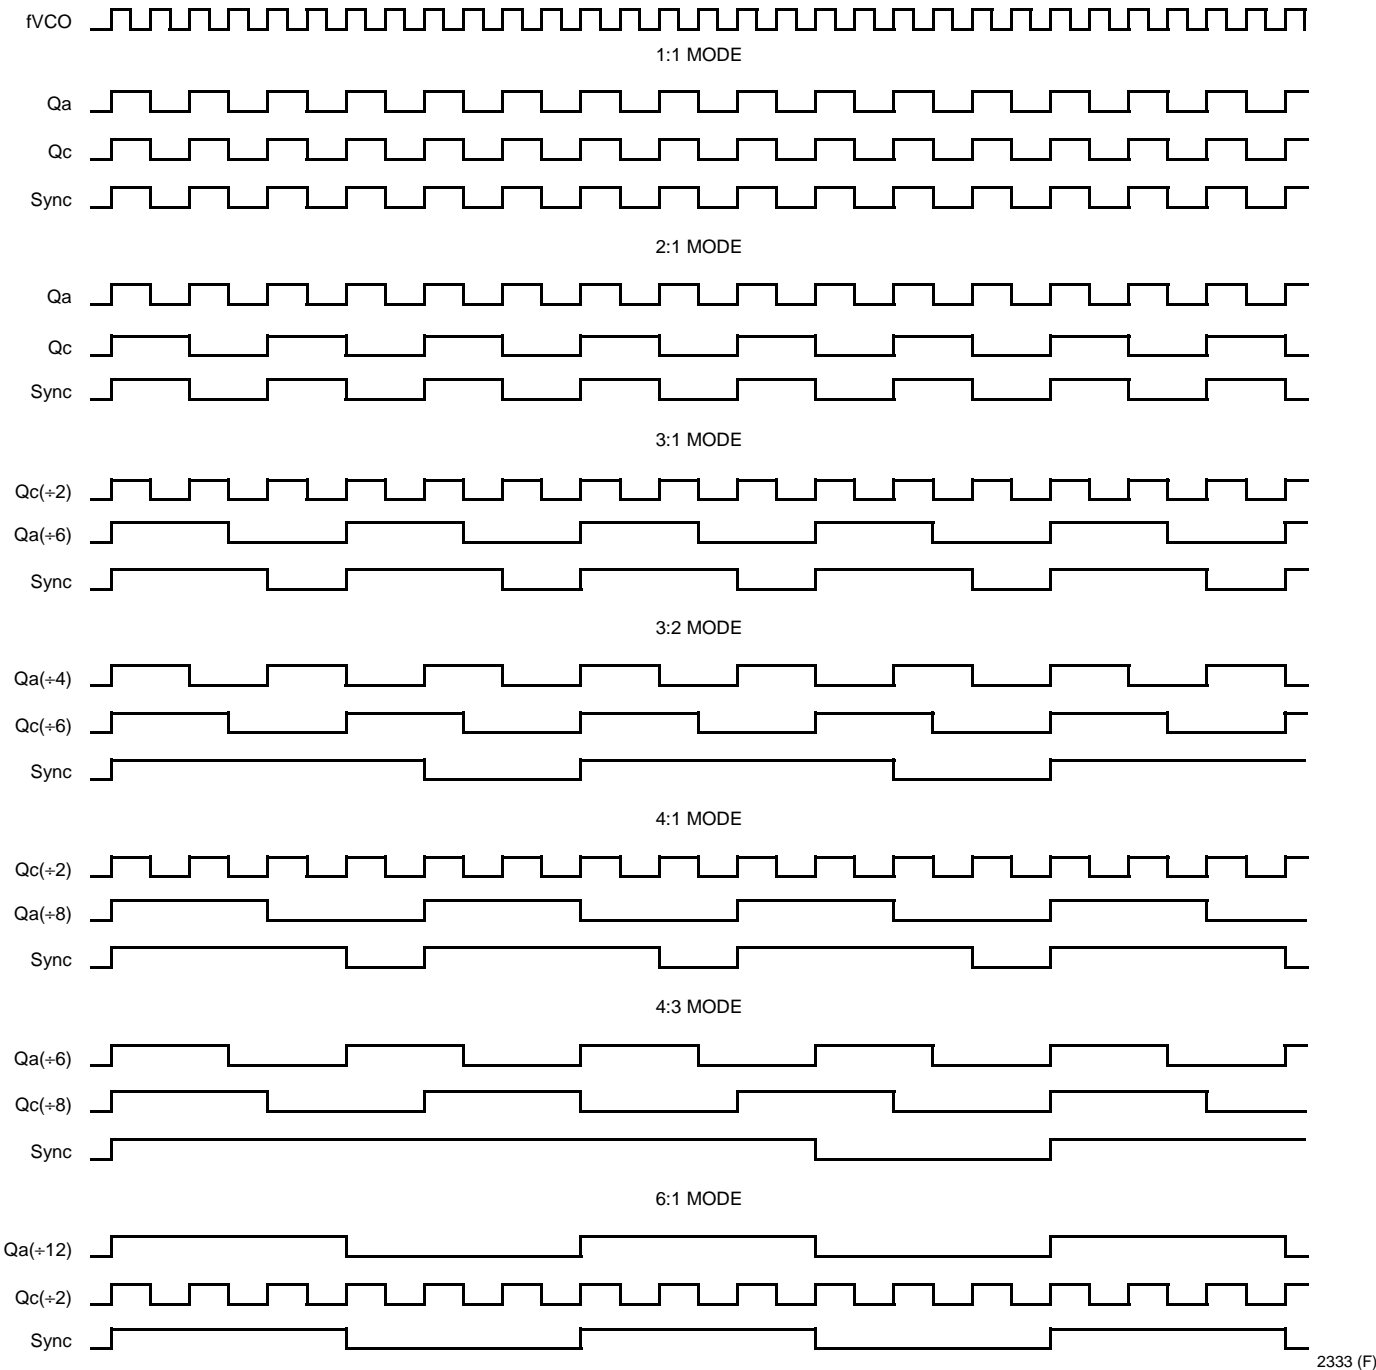 fVCO
1:1 MODE
Qa
Qc
Sync
2:1 MODE
Qa
Qc
Sync
3:1 MODE
Qc(÷2)
Qa(÷6)
Sync
3:2 MODE
Qa(÷4)
Qc(÷6)
Sync
4:1 MODE
Qc(÷2)
Qa(÷8)
Sync
4:3 MODE
Qa(÷6)
Qc(÷8)
Sync
6:1 MODE
Qa(÷12)
Qc(÷2)
Sync
2333 (F)